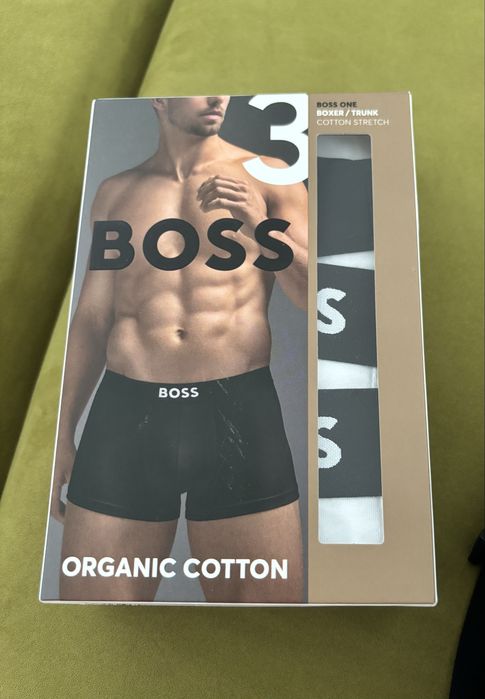 3
BOSS ONE
BOXER / TRUNK
COTTON STRETCH
BOSS
S
S
BOSS
ORGANIC COTTON